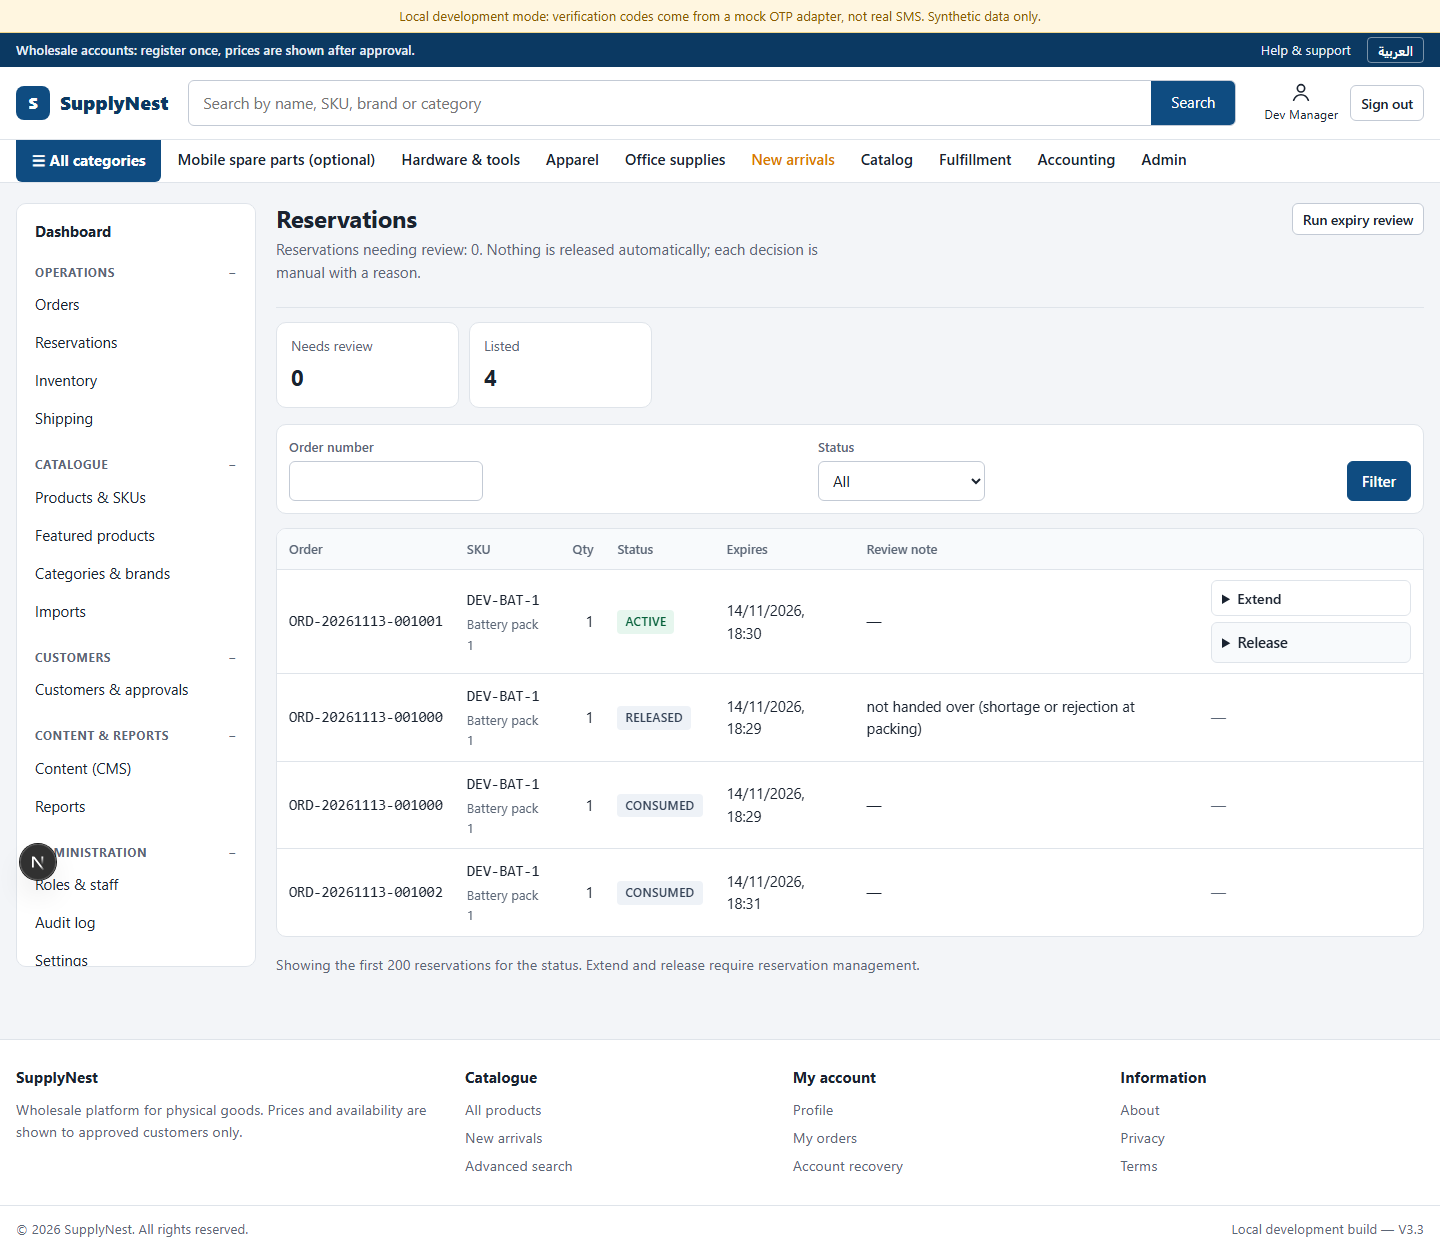 Local development mode: verification codes come from a mock OTP adapter, not real SMS. Synthetic data only.
Wholesale accounts: register once, prices are shown after approval.
Help & support
العربية
S
SupplyNest
Search by name, SKU, brand or category
Search
Dev Manager
Sign out
☰ All categories
Mobile spare parts (optional)
Hardware & tools
Apparel
Office supplies
New arrivals
Catalog
Fulfillment
Accounting
Admin
Dashboard
OPERATIONS –
Orders
Reservations
Inventory
Shipping
CATALOGUE –
Products & SKUs
Featured products
Categories & brands
Imports
CUSTOMERS –
Customers & approvals
CONTENT & REPORTS –
Content (CMS)
Reports
MINISTRATION –
N
Roles & staff
Audit log
Settings
Reservations
Run expiry review
Reservations needing review: 0. Nothing is released automatically; each decision is
manual with a reason.
Needs review
0
Listed
4
Order number
Status
All
Filter
Order SKU Qty Status Expires Review note
ORD-20261113-001001
DEV-BAT-1
Battery pack
1
1
ACTIVE
14/11/2026,
18:30
—
▶ Extend
▶ Release
ORD-20261113-001000
DEV-BAT-1
Battery pack
1
1
RELEASED
14/11/2026,
18:29
not handed over (shortage or rejection at
packing)
—
ORD-20261113-001000
DEV-BAT-1
Battery pack
1
1
CONSUMED
14/11/2026,
18:29
—
—
ORD-20261113-001002
DEV-BAT-1
Battery pack
1
1
CONSUMED
14/11/2026,
18:31
—
—
Showing the first 200 reservations for the status. Extend and release require reservation management.
SupplyNest
Wholesale platform for physical goods. Prices and availability are
shown to approved customers only.
Catalogue
All products
New arrivals
Advanced search
My account
Profile
My orders
Account recovery
Information
About
Privacy
Terms
© 2026 SupplyNest. All rights reserved.
Local development build — V3.3